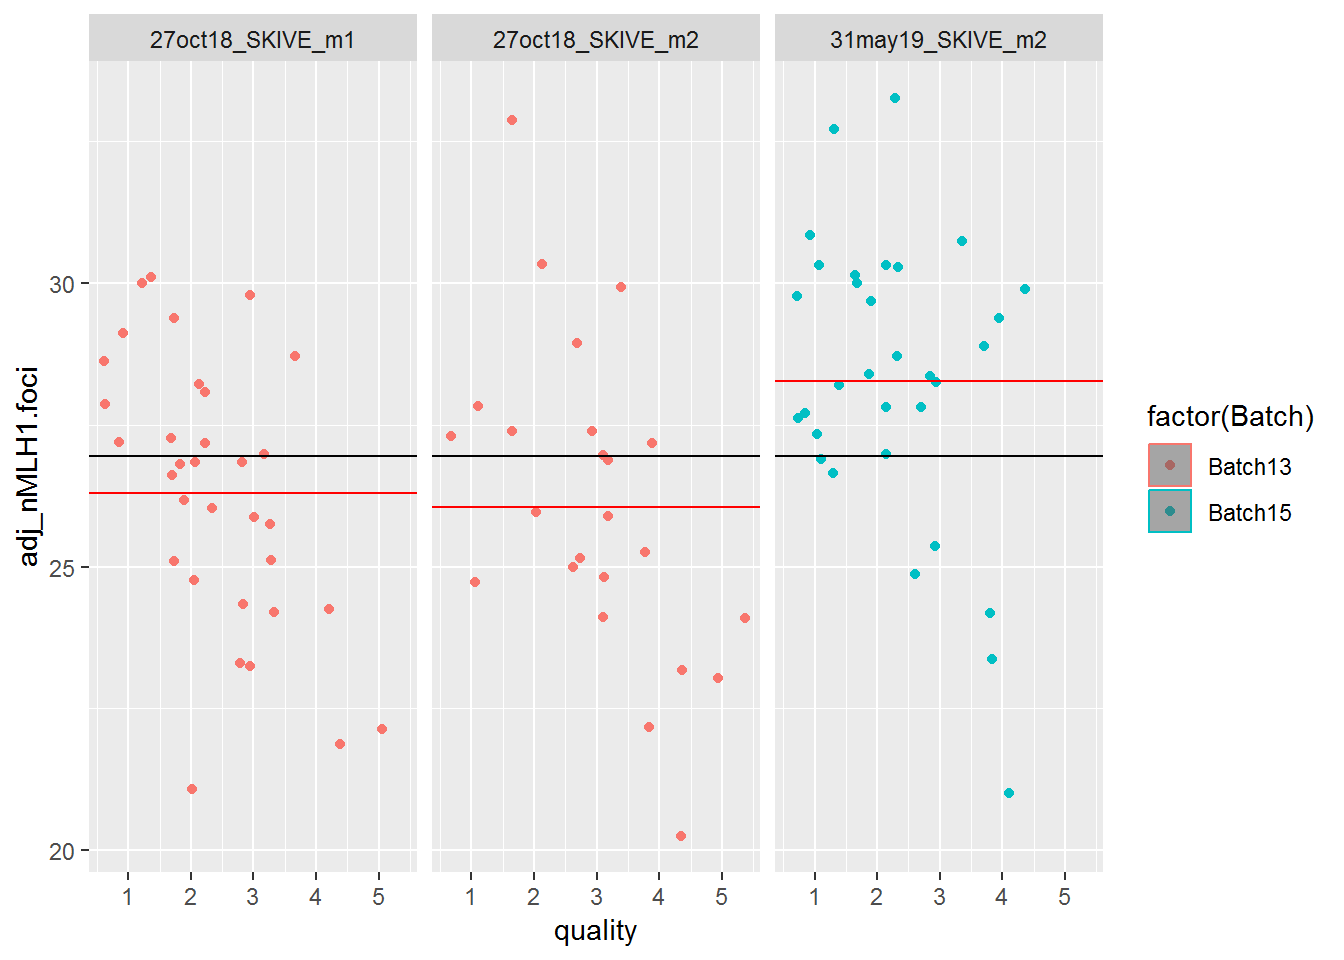 27oct18_SKIVE_m1
27oct18_SKIVE_m2
31may19_SKIVE_m2
30
25
20
adj_nMLH1.foci
1 2 3 4 5
1 2 3 4 5
1 2 3 4 5
quality
factor(Batch)
Batch13
Batch15